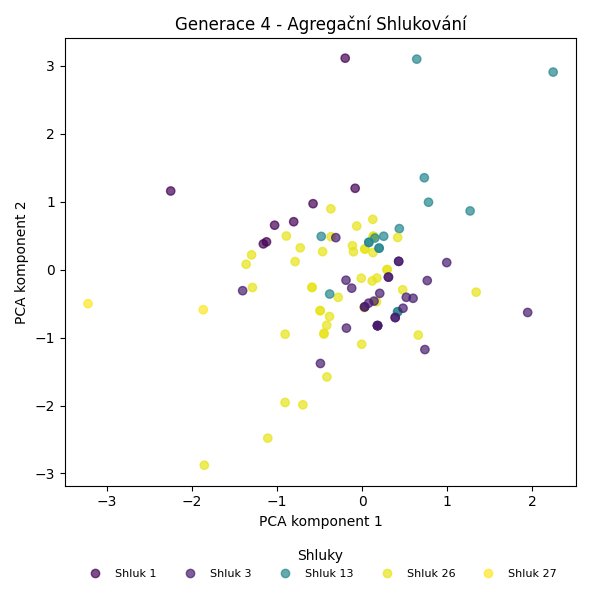 Generace 4 - Agregační Shlukování
PCA komponent 2
3
2
1
0
−1
−2
−3
−3
−2
−1
0
1
2
PCA komponent 1
Shluky
Shluk 1
Shluk 3
Shluk 13
Shluk 26
Shluk 27